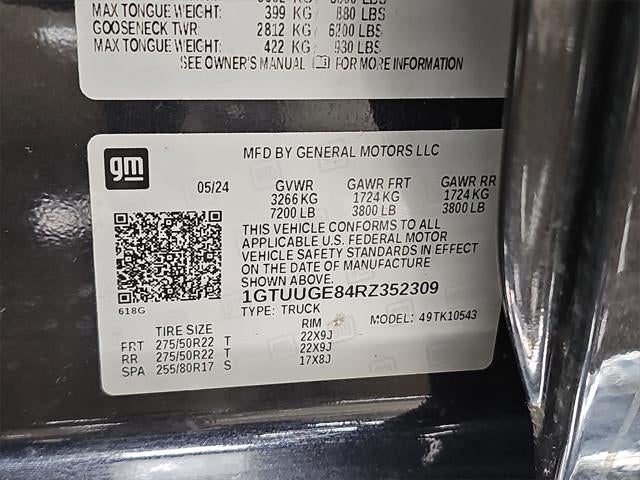 MAX TONGUE WEIGHT: 399 KG / 880 LBS
GOOSENECK TWR: 2812 KG / 6200 LBS
MAX TONGUE WEIGHT: 422 KG / 930 LBS
SEE OWNER'S MANUAL FOR MORE INFORMATION
gm
MFD BY GENERAL MOTORS LLC
05/24 GVWR GAWR FRT GAWR RR
3266 KG 1724 KG 1724 KG
7200 LB 3800 LB 3800 LB
THIS VEHICLE CONFORMS TO ALL
APPLICABLE U.S. FEDERAL MOTOR
VEHICLE SAFETY STANDARDS IN EFFECT
ON THE DATE OF MANUFACTURE
SHOWN ABOVE.
1GTUUGE84RZ352309
618G
TYPE: TRUCK MODEL: 49TK10543
TIRE SIZE RIM
FRT 275/50R22 T 22X9J
RR 275/50R22 T 22X9J
SPA 255/80R17 S 17X8J